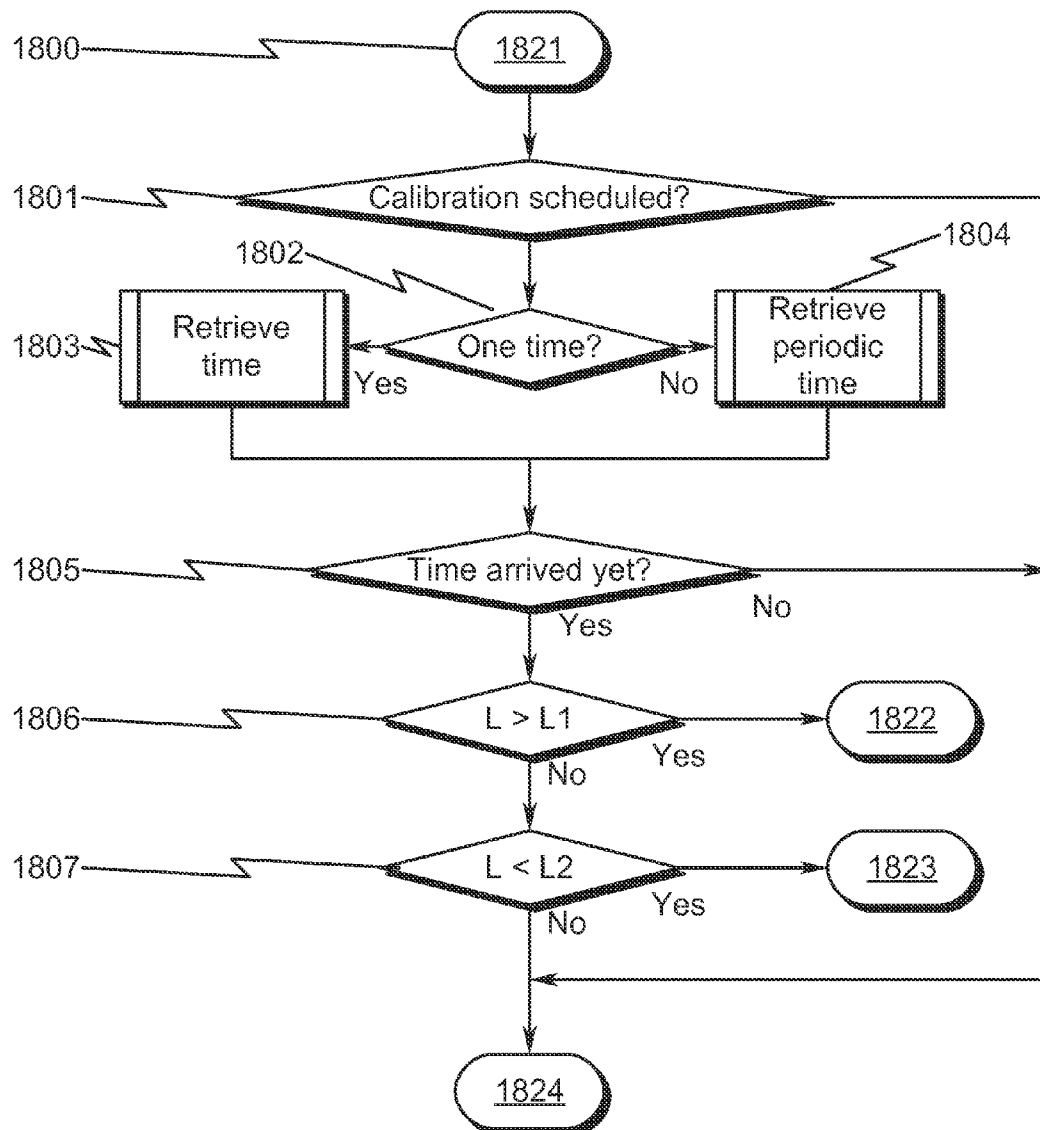 1800
1821
1801
Calibration scheduled?
1802
1804
1803
Retrieve
time
One time?
Retrieve
periodic
time
Yes
No
1805
Time arrived yet?
Yes
No
1806
L > L1
1822
No
Yes
1807
L < L2
1823
No
Yes
1824